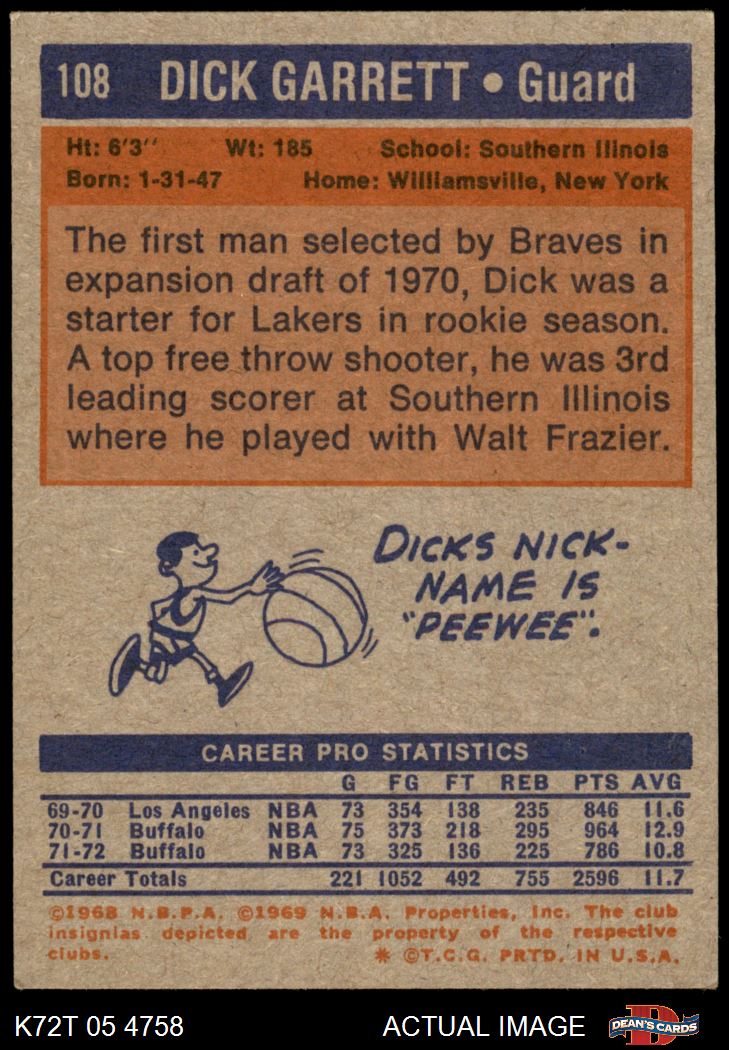 108 DICK GARRETT • Guard
Ht: 6'3'' Wt: 185 School: Southern Illinois
Born: 1-31-47 Home: Williamsville, New York
The first man selected by Braves in
expansion draft of 1970, Dick was a
starter for Lakers in rookie season.
A top free throw shooter, he was 3rd
leading scorer at Southern Illinois
where he played with Walt Frazier.
DICKS NICK-
NAME IS
"PEEWEE".
CAREER PRO STATISTICS
G FG FT REB PTS AVG
69-70 Los Angeles NBA 73 354 138 235 846 11.6
70-71 Buffalo NBA 75 373 218 295 964 12.9
71-72 Buffalo NBA 73 325 136 225 786 10.8
Career Totals 221 1052 492 755 2596 11.7
©1968 N.B.P.A. ©1969 N.B.A. Properties, Inc. The club
insignias depicted are the property of the respective
clubs. * ©T.C.G. PRTD. IN U.S.A.
K72T 05 4758 ACTUAL IMAGE DEAN'S CARDS